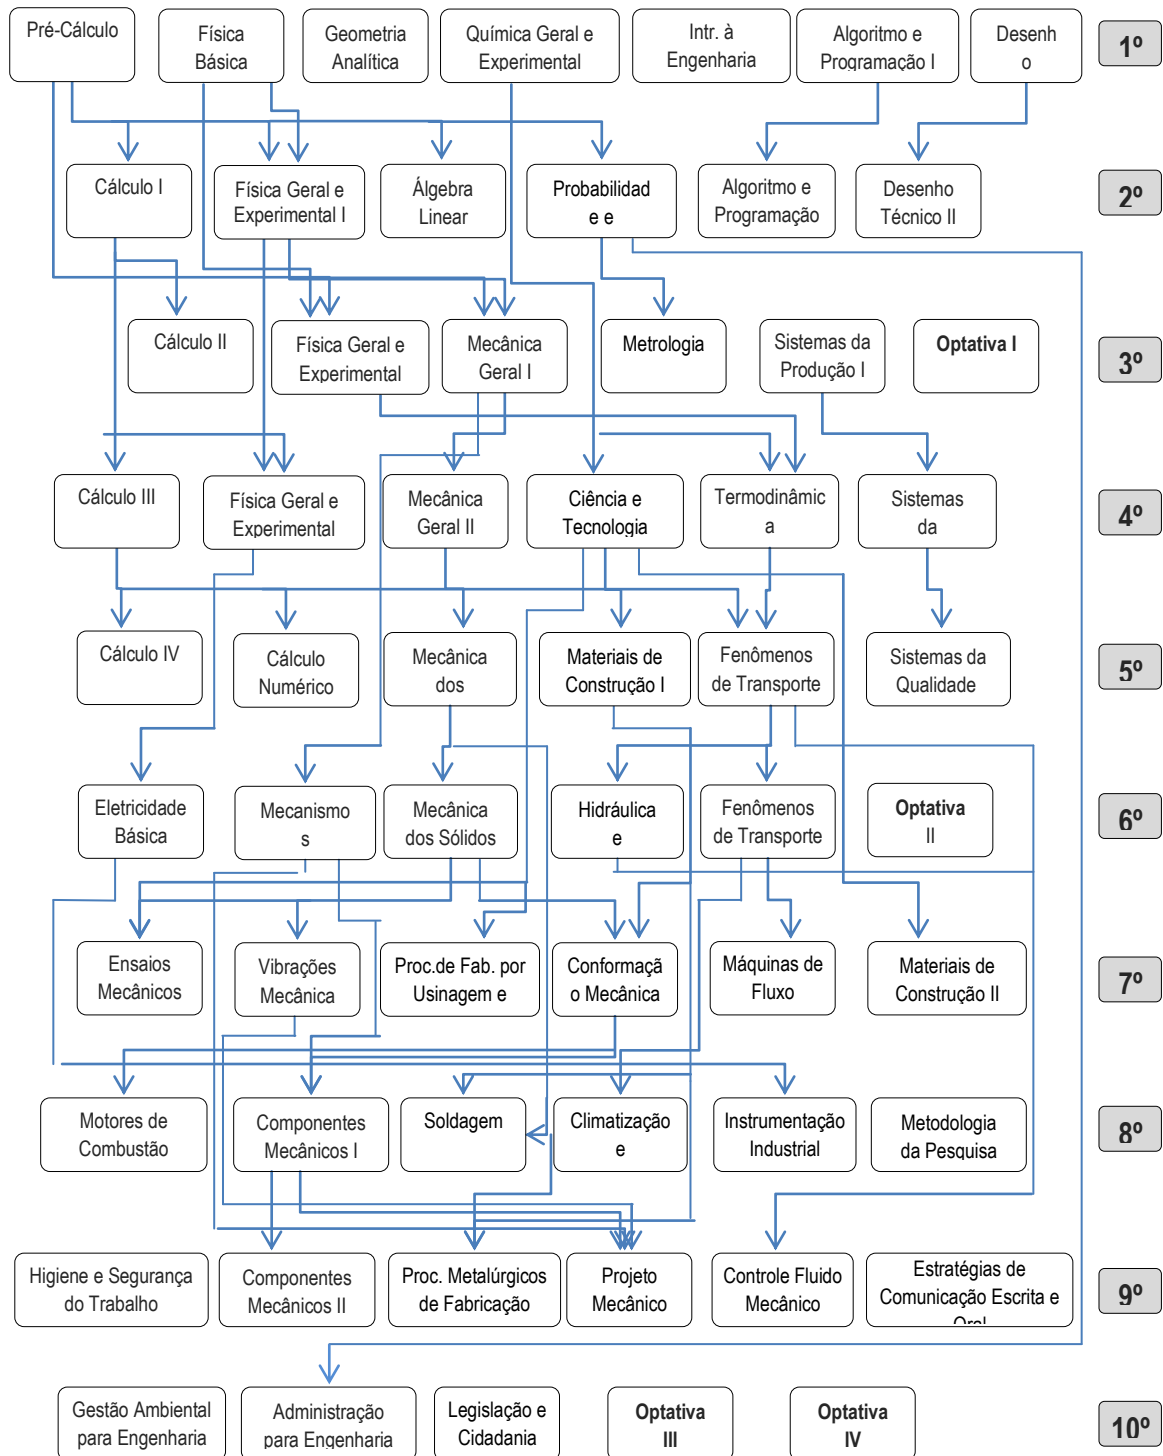 Pré-Cálculo
Física
Básica
Geometria
Analítica
Química Geral e
Experimental
Intr. à
Engenharia
Algoritmo e
Programação I
Desenh
o
1º
Cálculo I
Física Geral e
Experimental I
Álgebra
Linear
Probabilidad
e e
Algoritmo e
Programação
Desenho
Técnico II
2º
Cálculo II
Física Geral e
Experimental
Mecânica
Geral I
Metrologia
Sistemas da
Produção I
Optativa I
3º
Cálculo III
Física Geral e
Experimental
Mecânica
Geral II
Ciência e
Tecnologia
Termodinâmic
a
Sistemas
da
4º
Cálculo IV
Cálculo
Numérico
Mecânica
dos
Materiais de
Construção I
Fenômenos
de Transporte
Sistemas da
Qualidade
5º
Eletricidade
Básica
Mecanismo
s
Mecânica
dos Sólidos
Hidráulica
e
Fenômenos
de Transporte
Optativa
II
6º
Ensaios
Mecânicos
Vibrações
Mecânica
Proc.de Fab. por
Usinagem e
Conformaçã
o Mecânica
Máquinas de
Fluxo
Materiais de
Construção II
7º
Motores de
Combustão
Componentes
Mecânicos I
Soldagem
Climatização
e
Instrumentação
Industrial
Metodologia
da Pesquisa
8º
Higiene e Segurança
do Trabalho
Componentes
Mecânicos II
Proc. Metalúrgicos
de Fabricação
Projeto
Mecânico
Controle Fluido
Mecânico
Estratégias de
Comunicação Escrita e
Oral
9º
Gestão Ambiental
para Engenharia
Administração
para Engenharia
Legislação e
Cidadania
Optativa
III
Optativa
IV
10º